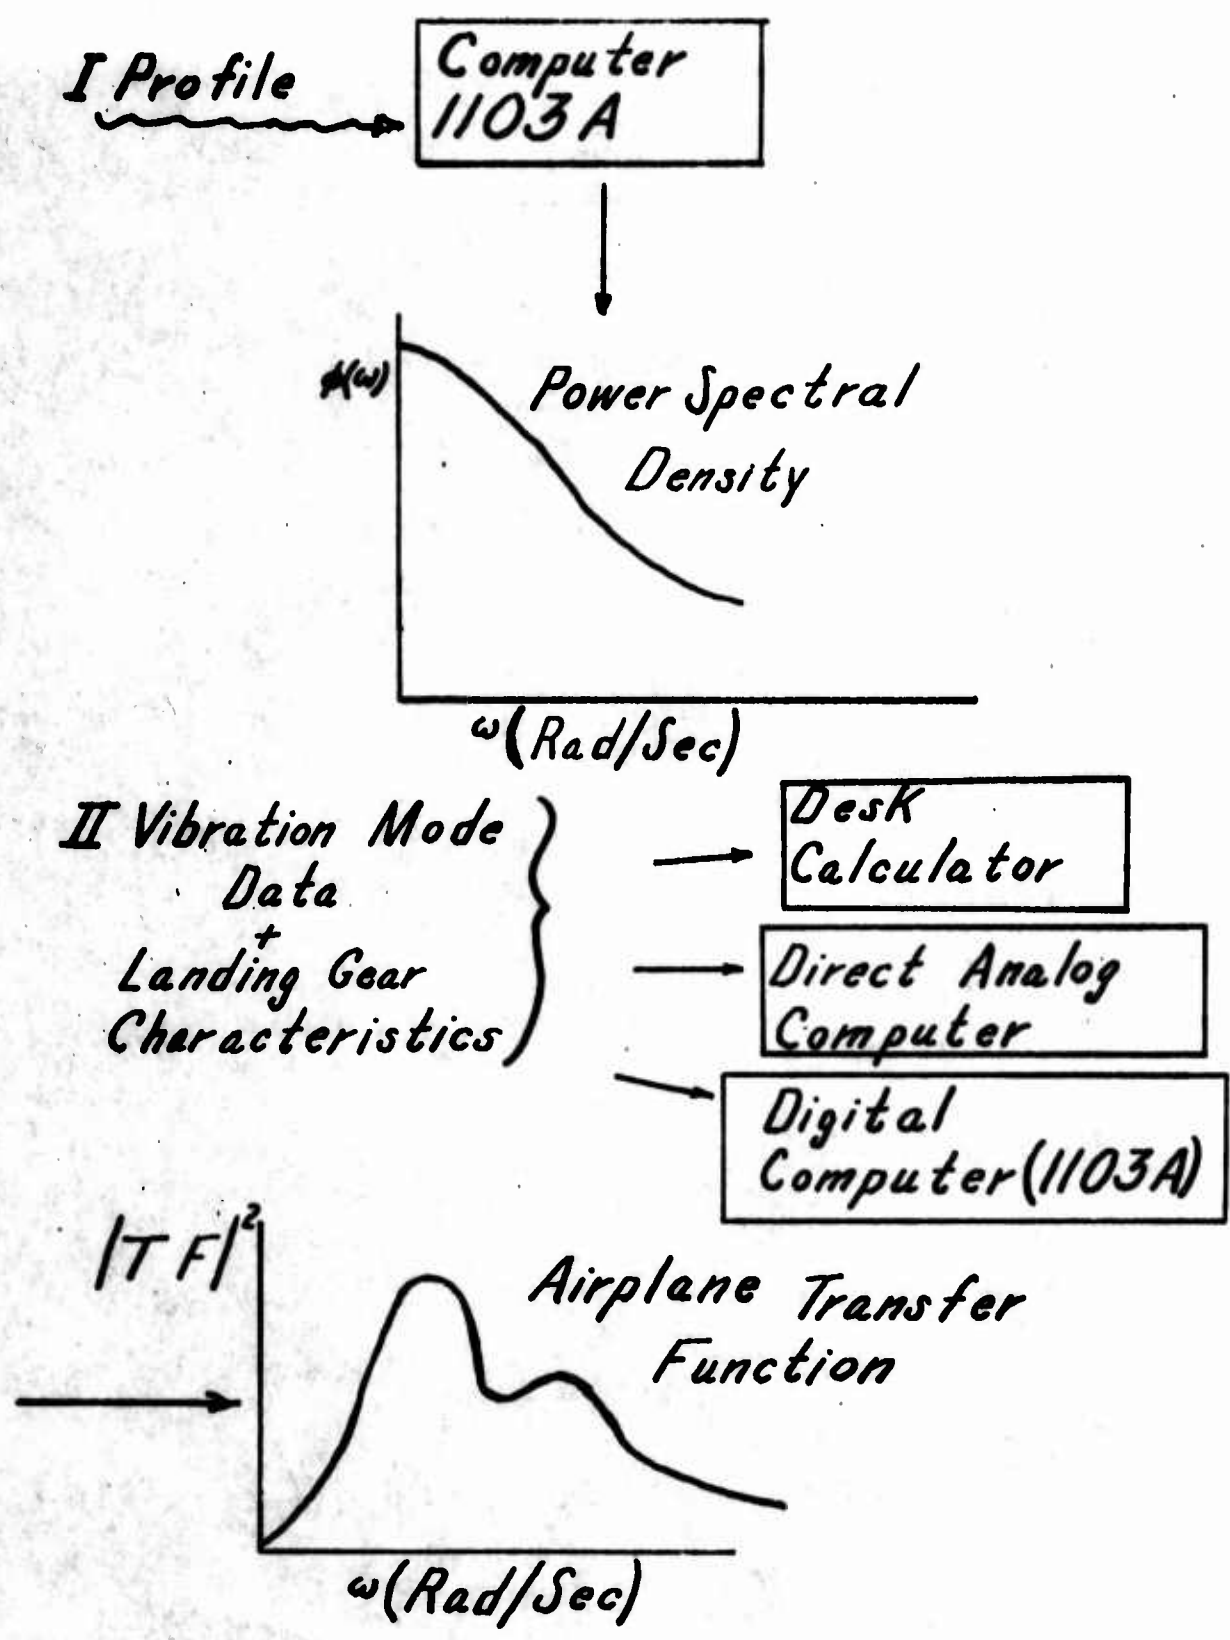 I Profile
Computer
1103A
ϕ(ω)
Power Spectral
Density
ω(Rad/Sec)
II Vibration Mode
Data
+
Landing Gear
Characteristics
Desk
Calculator
Direct Analog
Computer
Digital
Computer (1103A)
|TF|²
Airplane Transfer
Function
ω(Rad/Sec)